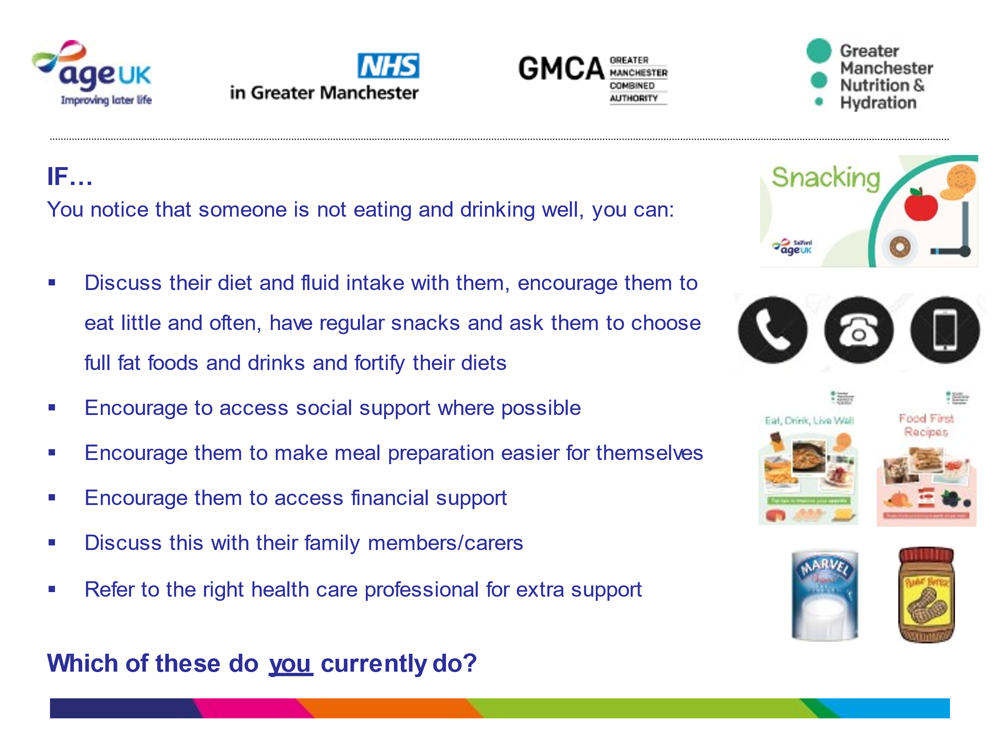 age UK
Improving later life
NHS
in Greater Manchester
GMCA
GREATER
MANCHESTER
COMBINED
AUTHORITY
Greater
Manchester
Nutrition &
Hydration
IF…
You notice that someone is not eating and drinking well, you can:
▪ Discuss their diet and fluid intake with them, encourage them to
eat little and often, have regular snacks and ask them to choose
full fat foods and drinks and fortify their diets
▪ Encourage to access social support where possible
▪ Encourage them to make meal preparation easier for themselves
▪ Encourage them to access financial support
▪ Discuss this with their family members/carers
▪ Refer to the right health care professional for extra support
Which of these do you currently do?
Snacking
Salford
age UK
Eat, Drink, Live Well
Food First
Recipes
MARVEL
Peanut Butter